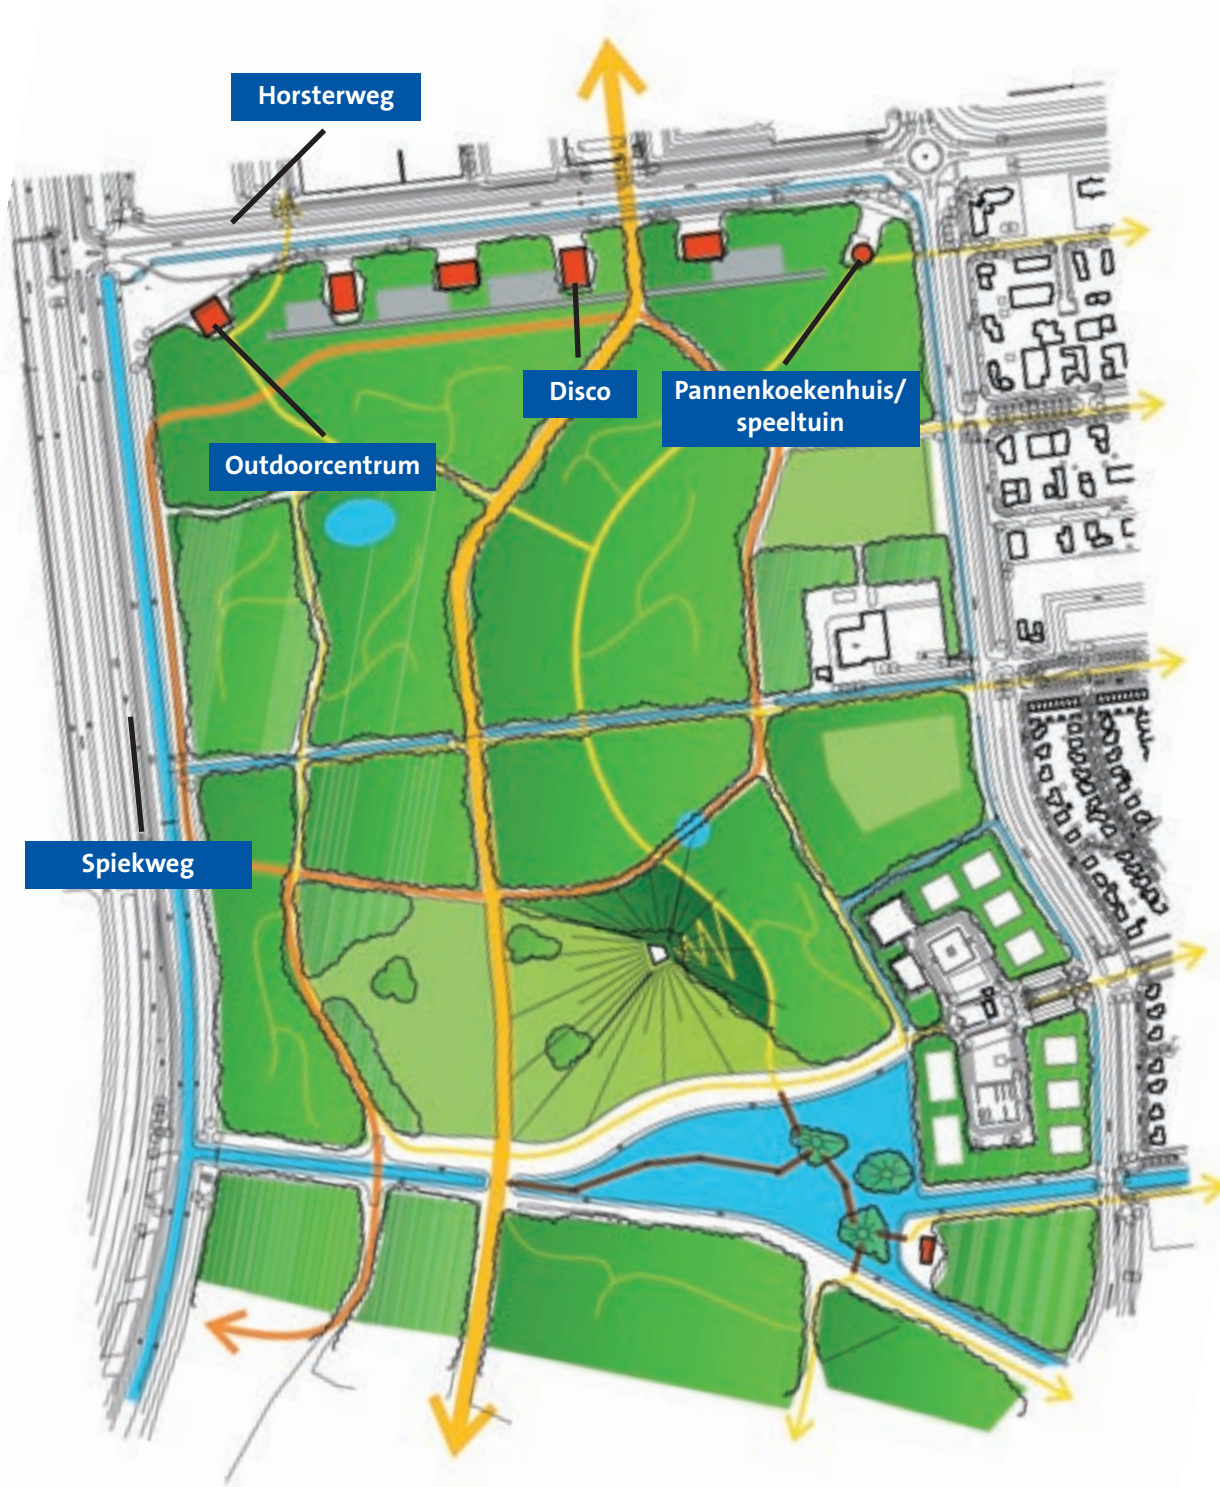 Horsterweg
Disco
Pannenkoekenhuis/
speeltuin
Outdoorcentrum
Spiekweg